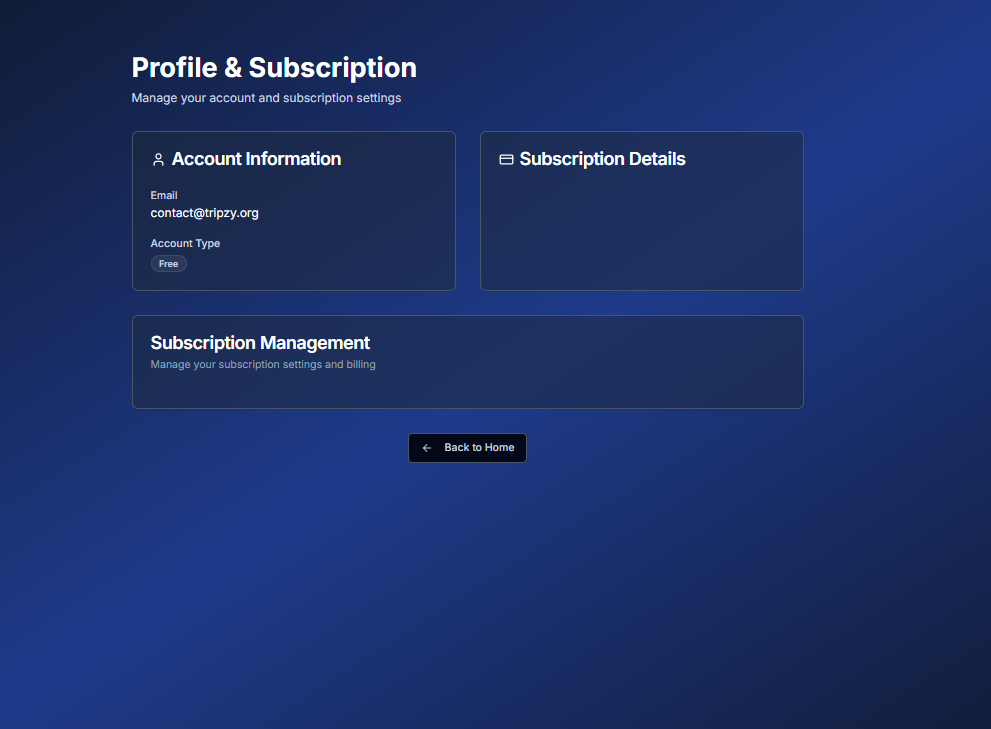 Profile & Subscription
Manage your account and subscription settings
Account Information
Email
contact@tripzy.org
Account Type
Free
Subscription Details
Subscription Management
Manage your subscription settings and billing
Back to Home